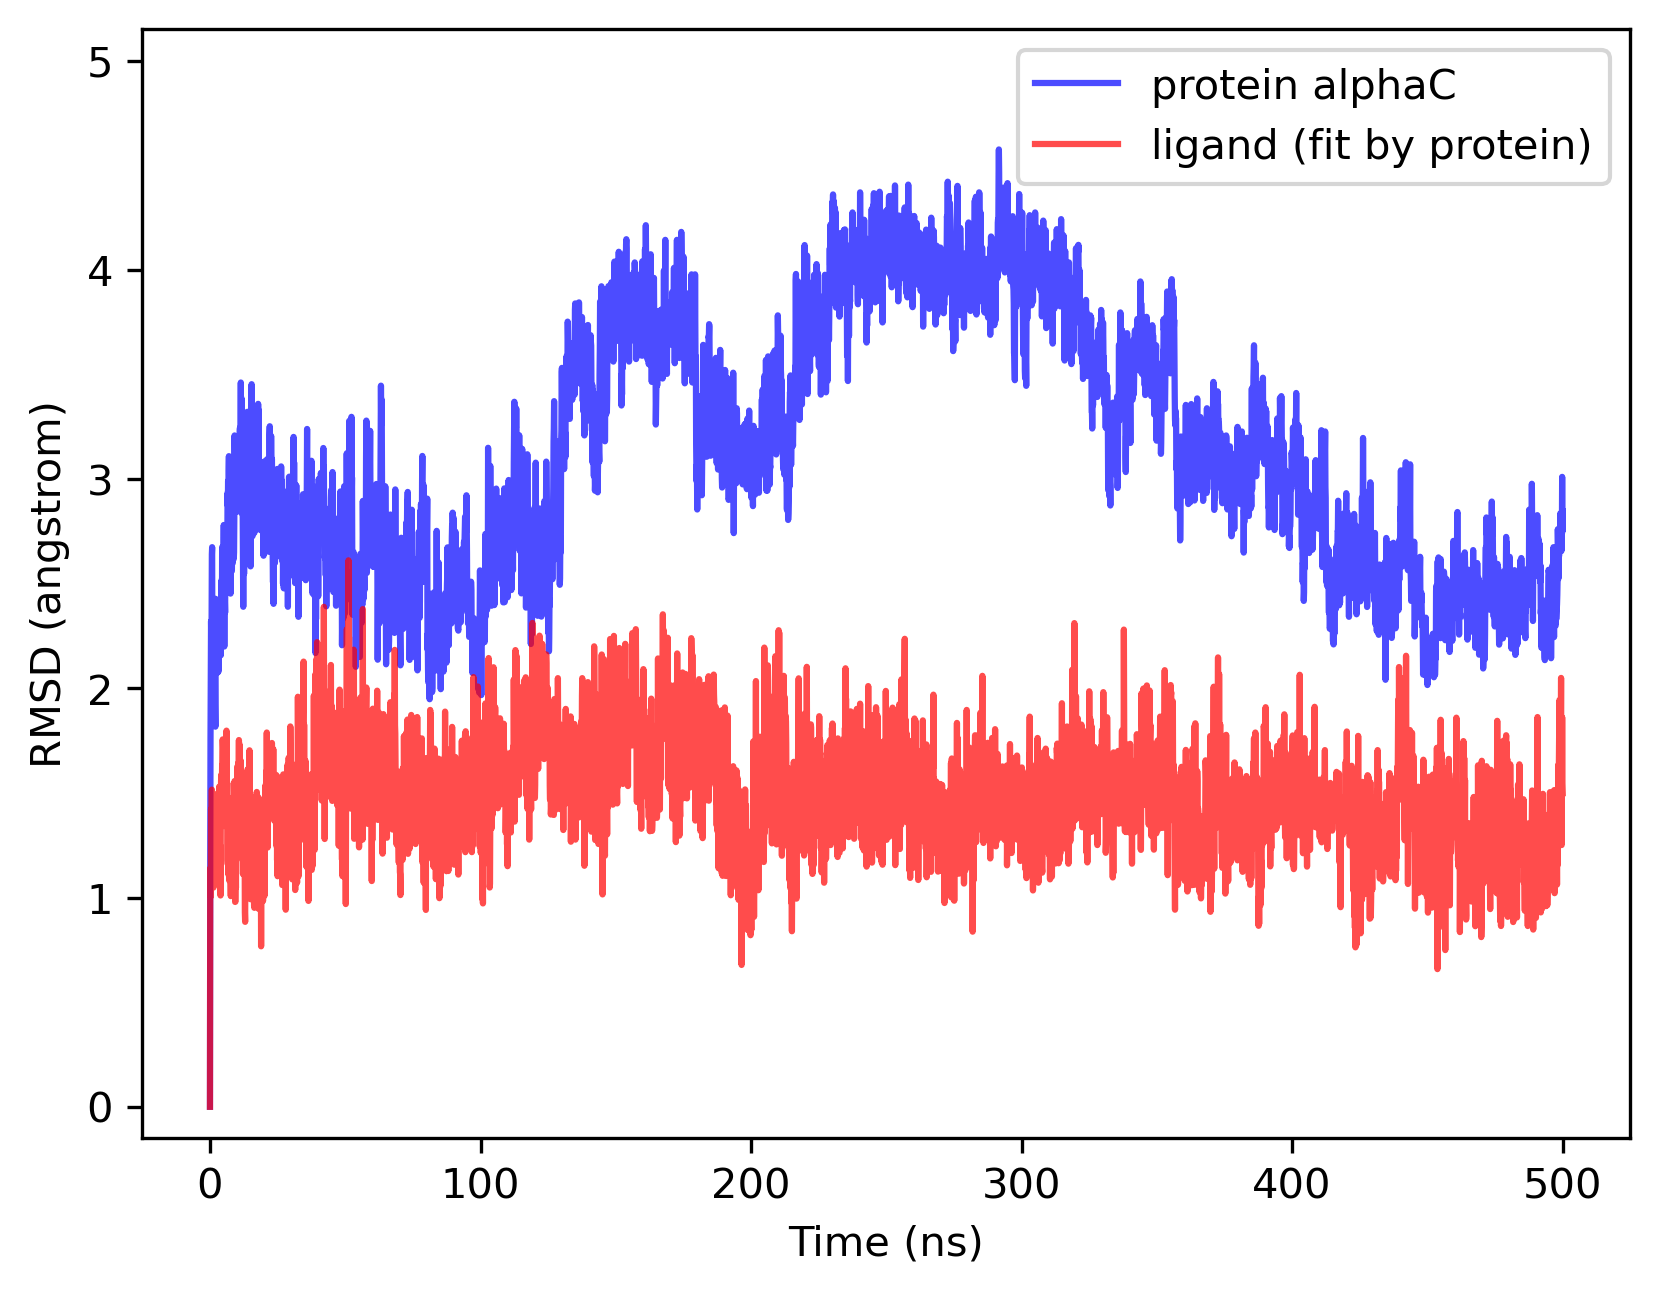 protein alphaC
ligand (fit by protein)
RMSD (angstrom)
5
4
3
2
1
0
0 100 200 300 400 500
Time (ns)